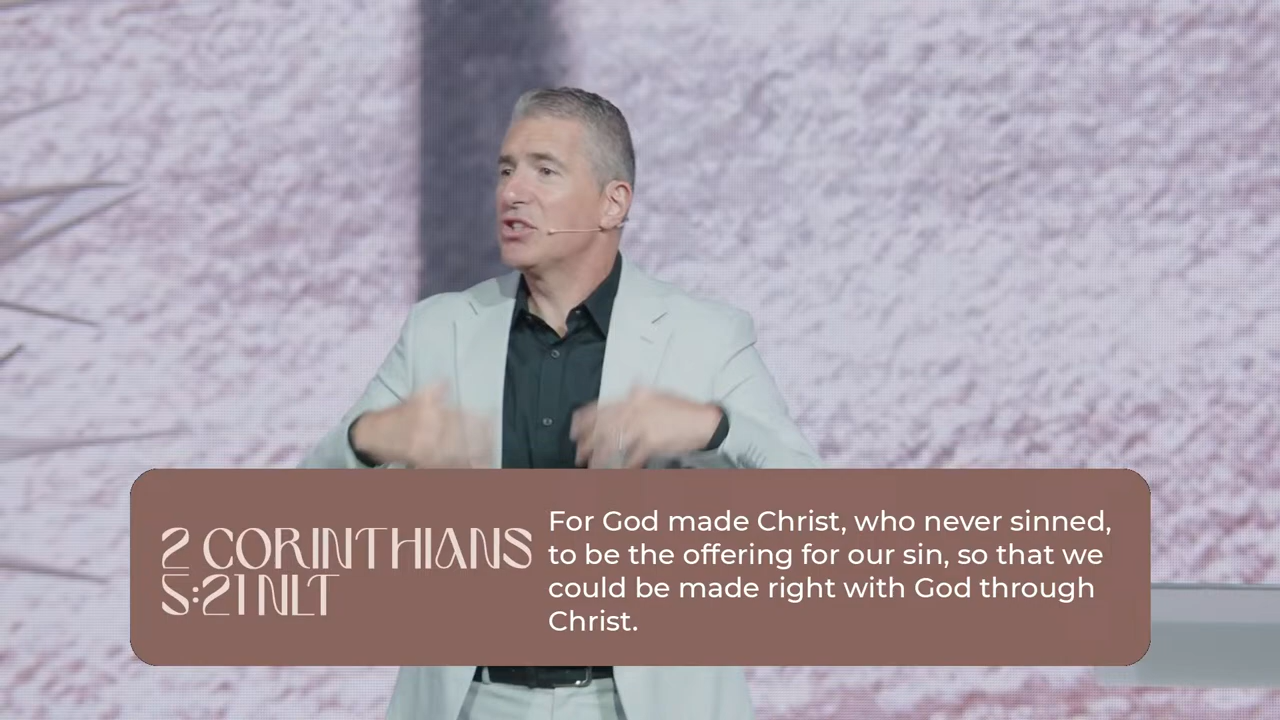 2 CORINTHIANS
5:21 NLT
For God made Christ, who never sinned,
to be the offering for our sin, so that we
could be made right with God through
Christ.